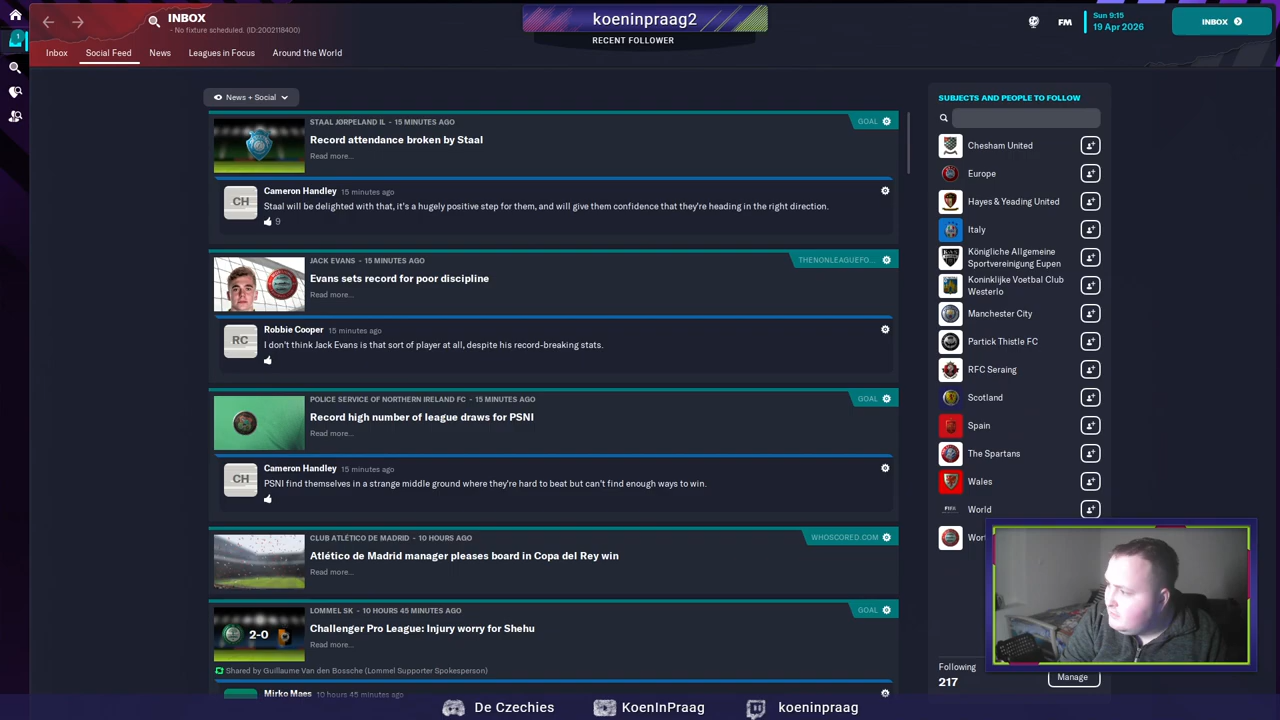 INBOX
- No fixture scheduled. (ID:2002118400)
koeninpraag2
RECENT FOLLOWER
FM
Sun 9:15
19 Apr 2026
INBOX
1
Inbox
Social Feed
News
Leagues in Focus
Around the World
News + Social
STAAL JØRPELAND IL - 15 MINUTES AGO
GOAL
Record attendance broken by Staal
Read more...
CH
Cameron Handley 15 minutes ago
Staal will be delighted with that, it's a hugely positive step for them, and will give them confidence that they're heading in the right direction.
9
JACK EVANS - 15 MINUTES AGO
THENONLEAGUEFO...
Evans sets record for poor discipline
Read more...
RC
Robbie Cooper 15 minutes ago
I don't think Jack Evans is that sort of player at all, despite his record-breaking stats.
POLICE SERVICE OF NORTHERN IRELAND FC - 15 MINUTES AGO
GOAL
Record high number of league draws for PSNI
Read more...
CH
Cameron Handley 15 minutes ago
PSNI find themselves in a strange middle ground where they're hard to beat but can't find enough ways to win.
CLUB ATLÉTICO DE MADRID - 10 HOURS AGO
WHOSCORED.COM
Atlético de Madrid manager pleases board in Copa del Rey win
Read more...
LOMMEL SK - 10 HOURS 45 MINUTES AGO
GOAL
2-0
Challenger Pro League: Injury worry for Shehu
Read more...
Shared by Guillaume Van den Bossche (Lommel Supporter Spokesperson)
Mirko Maes 10 hours 45 minutes ago
SUBJECTS AND PEOPLE TO FOLLOW
Chesham United
Europe
Hayes & Yeading United
Italy
Königliche Allgemeine
Sportvereinigung Eupen
Koninklijke Voetbal Club
Westerlo
Manchester City
Partick Thistle FC
RFC Seraing
Scotland
Spain
The Spartans
Wales
FIFA
World
Following
217
Manage
De Czechies
KoenInPraag
koeninpraag